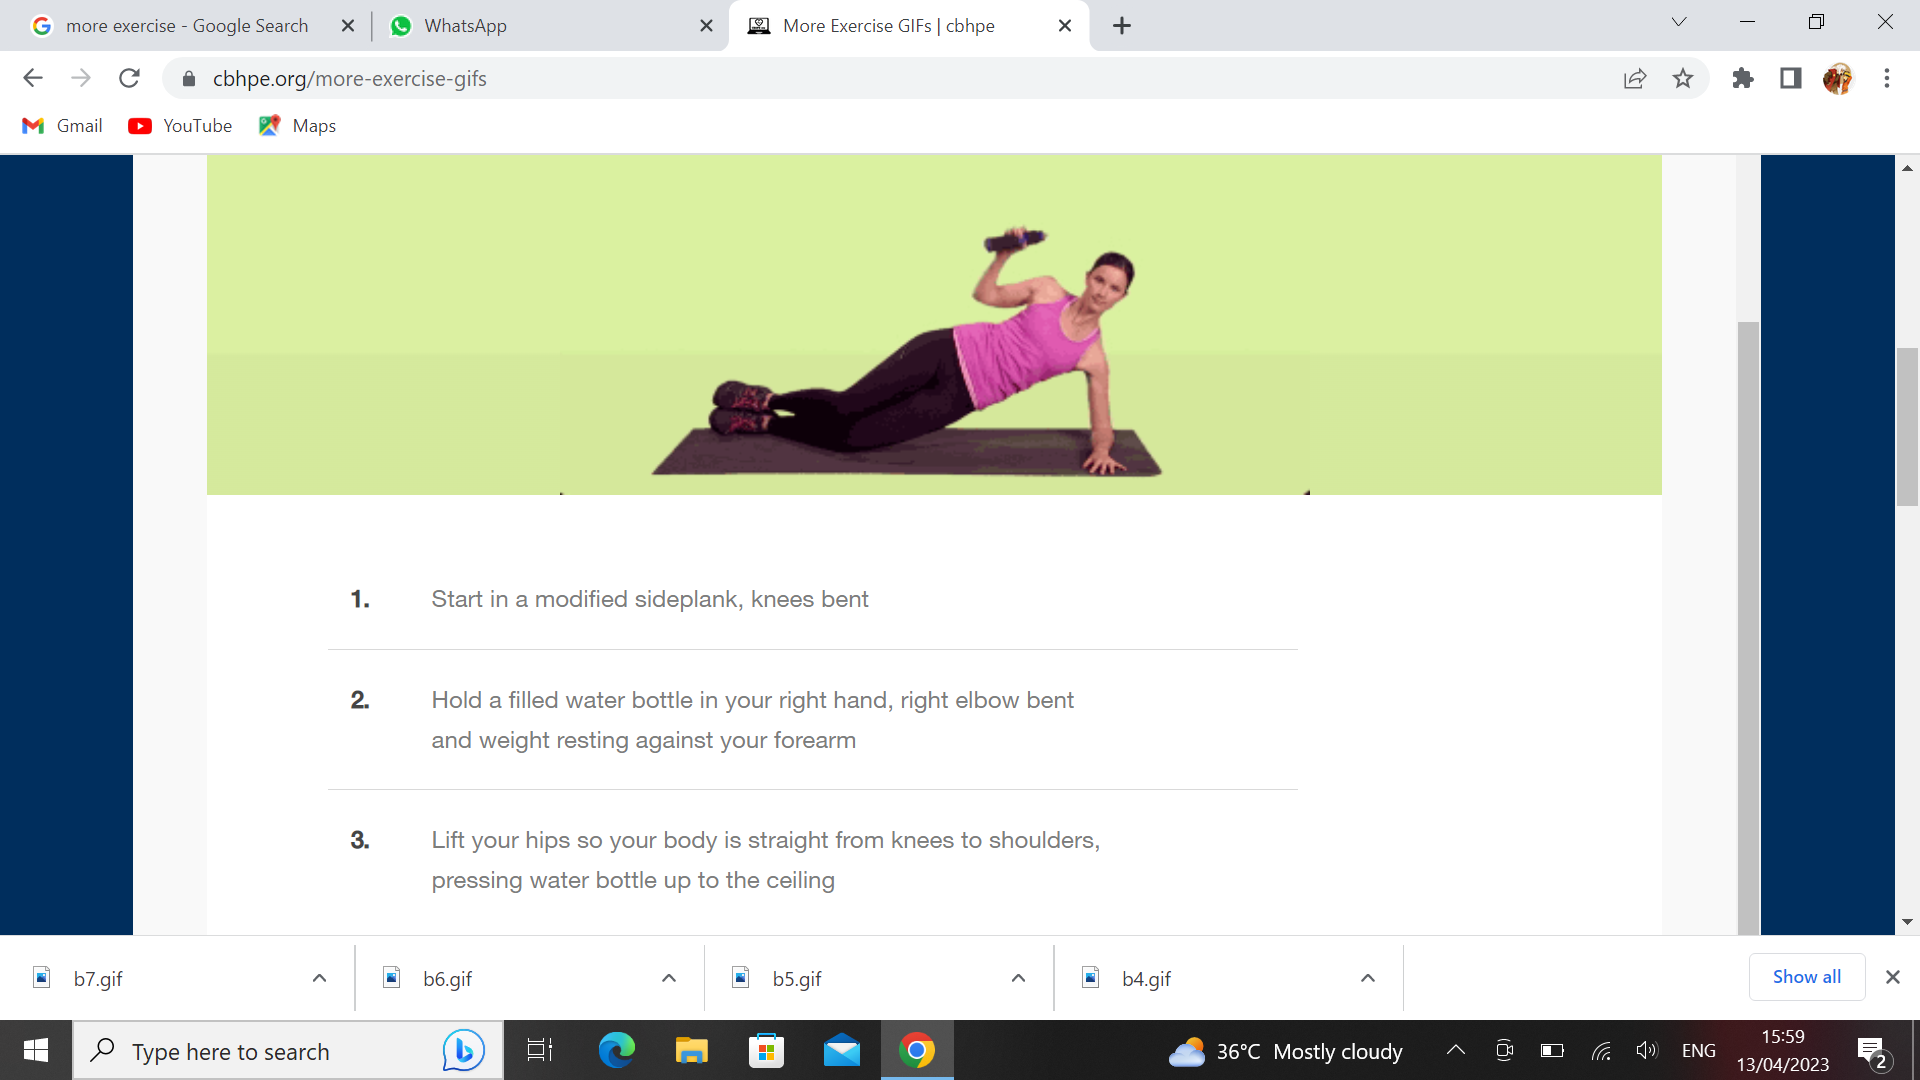 more exercise - Google Search
WhatsApp
More Exercise GIFs | cbhpe
cbhpe.org/more-exercise-gifs
Gmail
YouTube
Maps
1. Start in a modified sideplank, knees bent
2. Hold a filled water bottle in your right hand, right elbow bent
and weight resting against your forearm
3. Lift your hips so your body is straight from knees to shoulders,
pressing water bottle up to the ceiling
b7.gif
b6.gif
b5.gif
b4.gif
Show all
Type here to search
36°C Mostly cloudy
ENG
15:59
13/04/2023
2